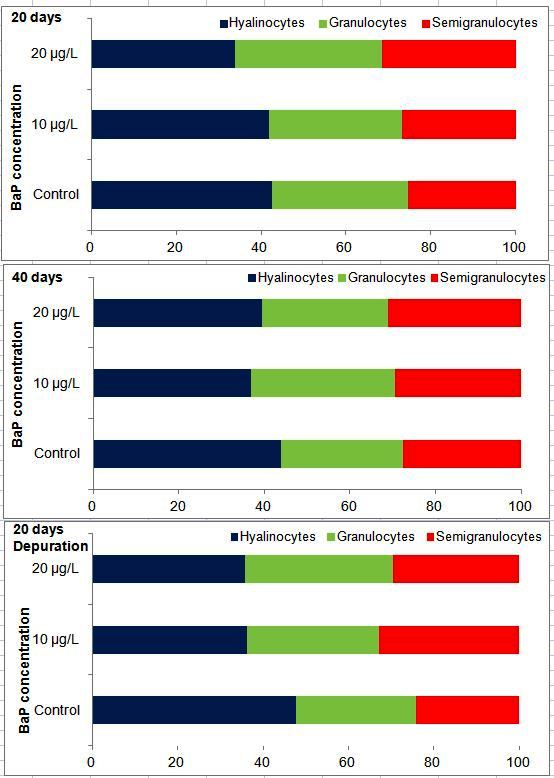 20 days
Hyalinocytes Granulocytes Semigranulocytes
BaP concentration
20 µg/L
10 µg/L
Control
0 20 40 60 80 100
40 days
Hyalinocytes Granulocytes Semigranulocytes
BaP concentration
20 µg/L
10 µg/L
Control
0 20 40 60 80 100
20 days
Depuration
Hyalinocytes Granulocytes Semigranulocytes
BaP concentration
20 µg/L
10 µg/L
Control
0 20 40 60 80 100